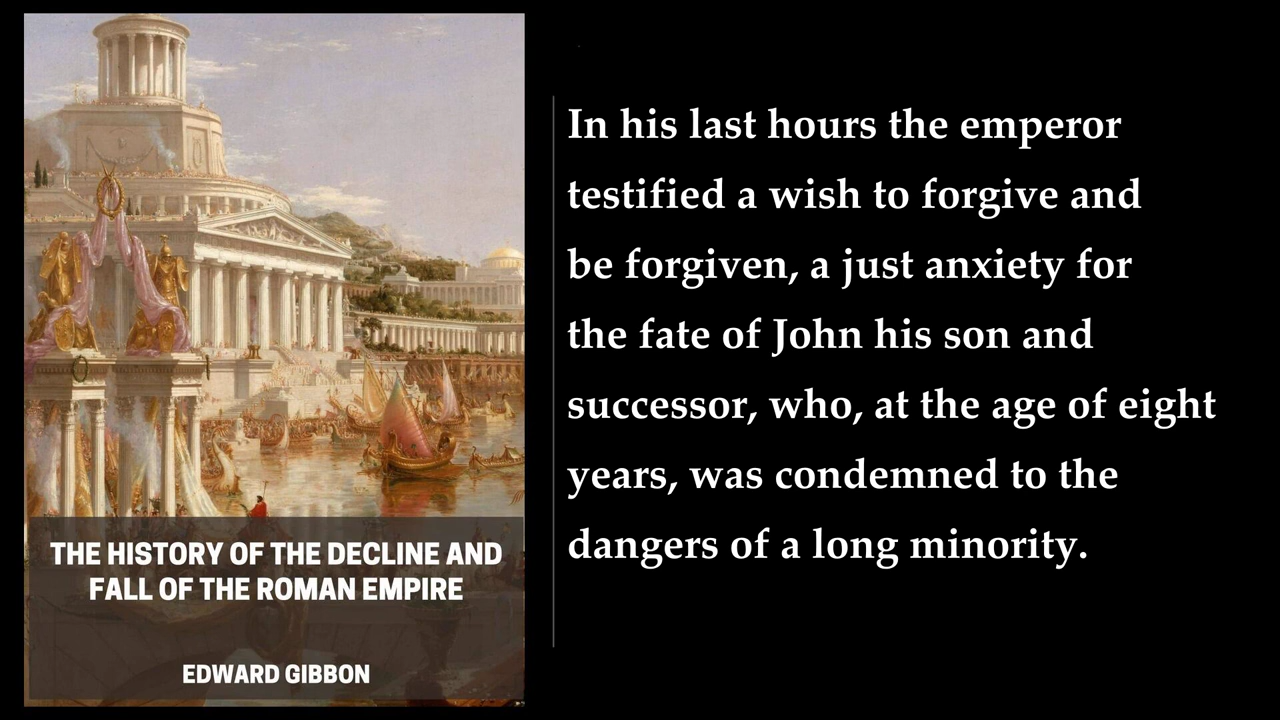 THE HISTORY OF THE DECLINE AND
FALL OF THE ROMAN EMPIRE
EDWARD GIBBON
In his last hours the emperor
testified a wish to forgive and
be forgiven, a just anxiety for
the fate of John his son and
successor, who, at the age of eight
years, was condemned to the
dangers of a long minority.